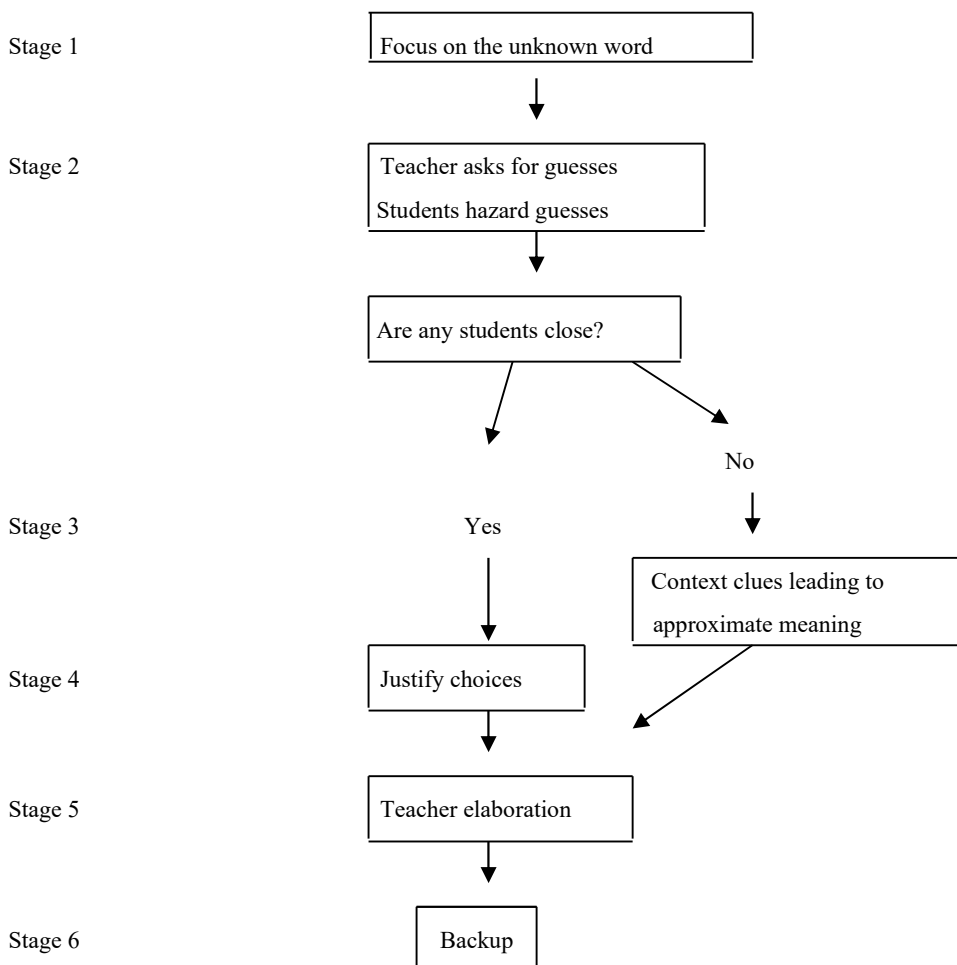 Stage 1
Focus on the unknown word
Stage 2
Teacher asks for guesses
Students hazard guesses
Are any students close?
No
Stage 3
Yes
Context clues leading to
approximate meaning
Stage 4
Justify choices
Stage 5
Teacher elaboration
Stage 6
Backup